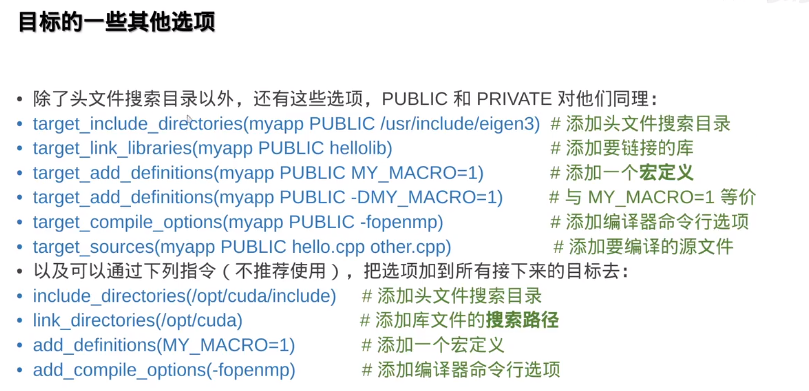 目标的一些其他选项
• 除了头文件搜索目录以外，还有这些选项，PUBLIC 和 PRIVATE 对他们同理：
• target_include_directories(myapp PUBLIC /usr/include/eigen3) # 添加头文件搜索目录
• target_link_libraries(myapp PUBLIC hellolib) # 添加要链接的库
• target_add_definitions(myapp PUBLIC MY_MACRO=1) # 添加一个宏定义
• target_add_definitions(myapp PUBLIC -DMY_MACRO=1) # 与 MY_MACRO=1 等价
• target_compile_options(myapp PUBLIC -fopenmp) # 添加编译器命令行选项
• target_sources(myapp PUBLIC hello.cpp other.cpp) # 添加要编译的源文件
• 以及可以通过下列指令（不推荐使用），把选项加到所有接下来的目标去：
• include_directories(/opt/cuda/include) # 添加头文件搜索目录
• link_directories(/opt/cuda) # 添加库文件的搜索路径
• add_definitions(MY_MACRO=1) # 添加一个宏定义
• add_compile_options(-fopenmp) # 添加编译器命令行选项